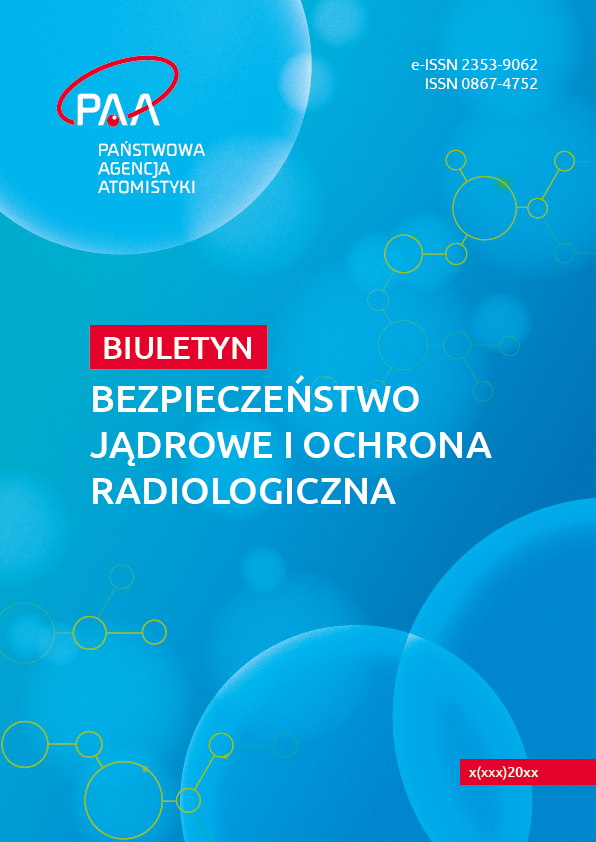 e-ISSN 2353-9062
ISSN 0867-4752
PAA
PAŃSTWOWA
AGENCJA
ATOMISTYKI
BIULETYN
BEZPIECZEŃSTWO
JĄDROWE I OCHRONA
RADIOLOGICZNA
x(xxx)20xx